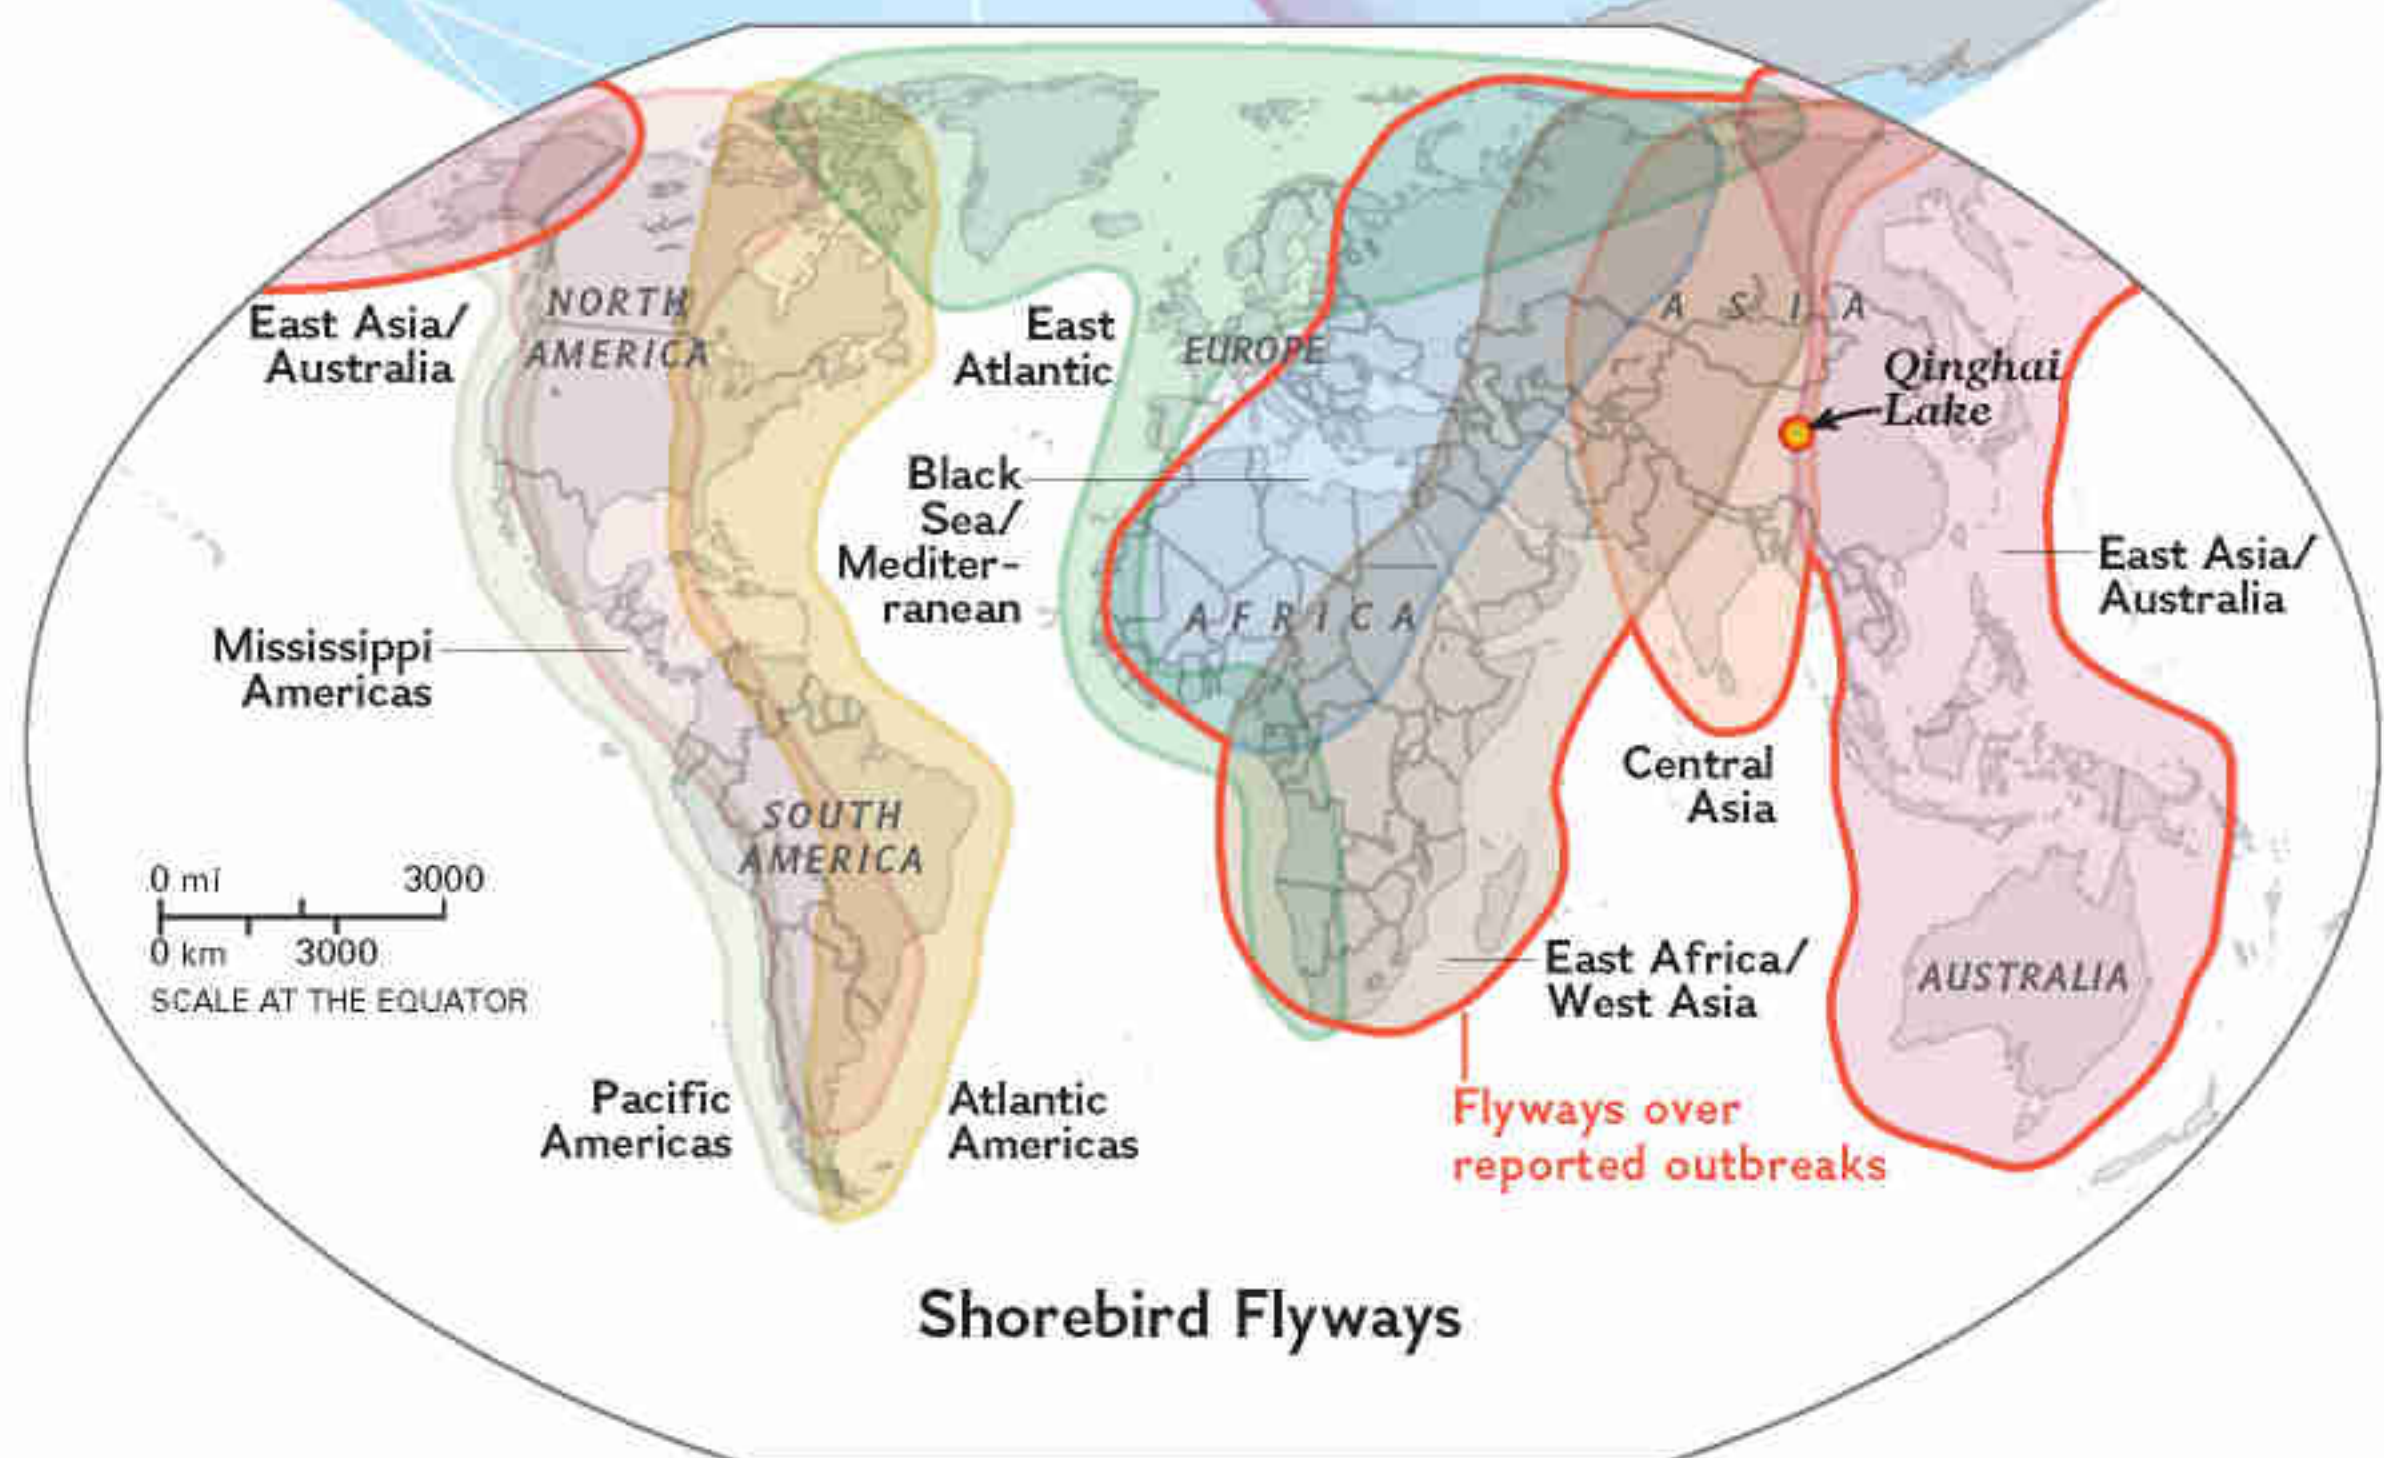 NORTH
AMERICA
East Asia/
Australia
East
Atlantic
EUROPE
A S I A
Qinghai
Lake
Black
Sea/
Mediter-
ranean
AFRICA
East Asia/
Australia
Mississippi
Americas
Central
Asia
SOUTH
AMERICA
0 mi 3000
0 km 3000
SCALE AT THE EQUATOR
East Africa/
West Asia
AUSTRALIA
Pacific
Americas
Atlantic
Americas
Flyways over
reported outbreaks
Shorebird Flyways